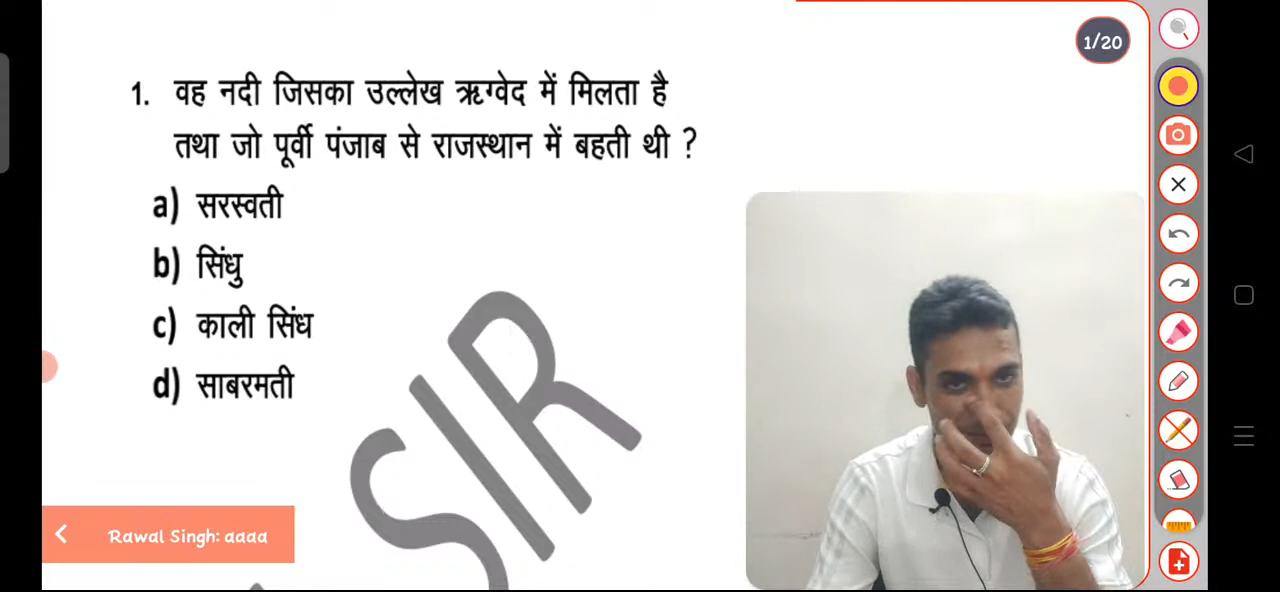 1/20
1. वह नदी जिसका उल्लेख ऋग्वेद में मिलता है
तथा जो पूर्वी पंजाब से राजस्थान में बहती थी ?
a) सरस्वती
b) सिंधु
c) काली सिंध
d) साबरमती
SIR
Rawal Singh: aaaa